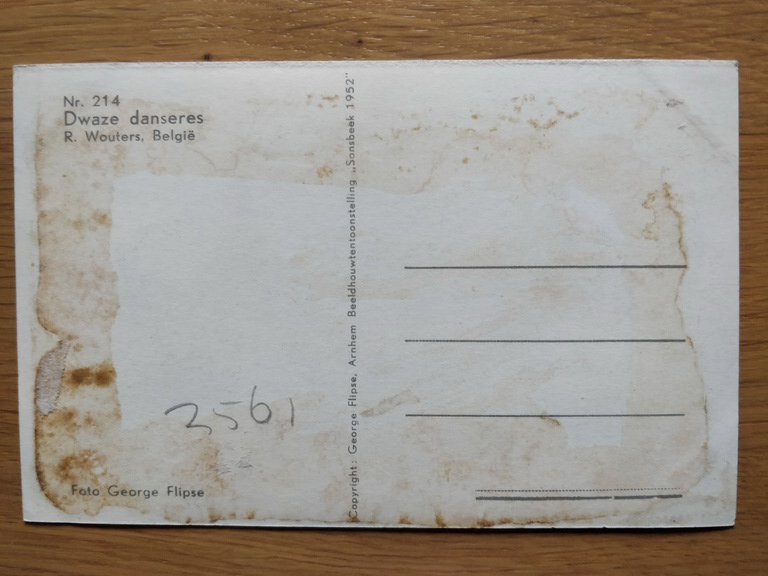 Nr. 214
Dwaze danseres
R. Wouters, België
3561
Foto George Flipse
Copyright: George Flipse, Arnhem Beeldhouwtentoonstelling „Sonsbeek 1952”